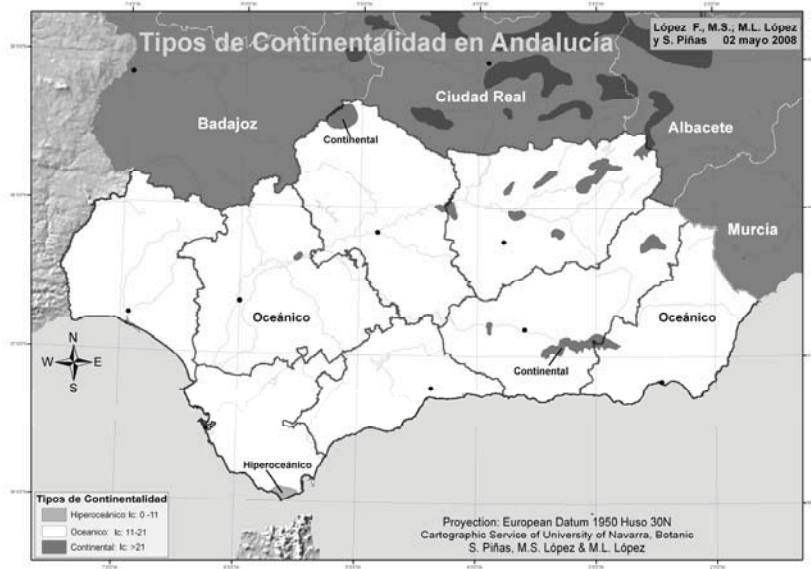 Tipos de Continentalidad en Andalucía
López F., M.S.; M.L. López
y S. Piñas 02 mayo 2008
Ciudad Real
Badajoz
Albacete
Continental
Murcia
Oceánico
Oceánico
N
W E
S
Continental
Hiperoceánico
Tipos de Continentalidad
Hiperoceánico: Ic: 0 -11
Oceanico: Ic: 11-21
Continental: Ic: >21
Proyection: European Datum 1950 Huso 30N
Cartographic Service of University of Navarra, Botanic
S. Piñas, M.S. López & M.L. López